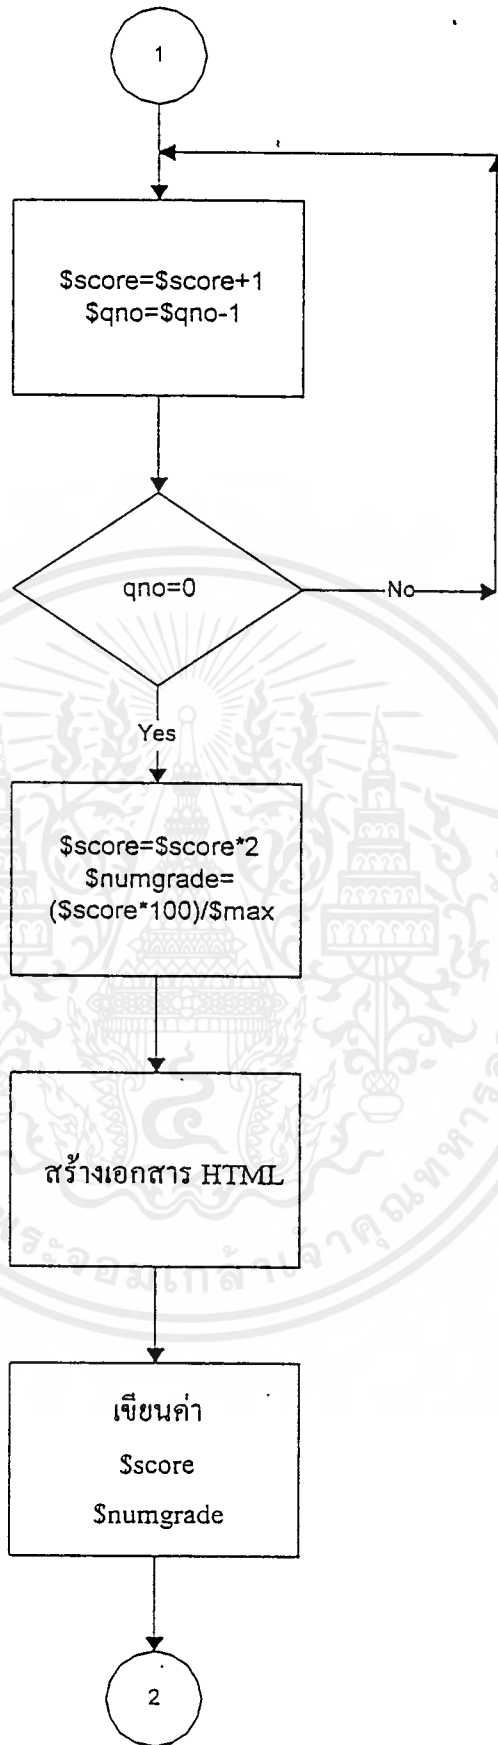 1
$score=$score+1
$qno=$qno-1
qno=0
No
Yes
$score=$score*2
$numgrade=
($score*100)/$max
สร้างเอกสาร HTML
เขียนค่า
$score
$numgrade
2